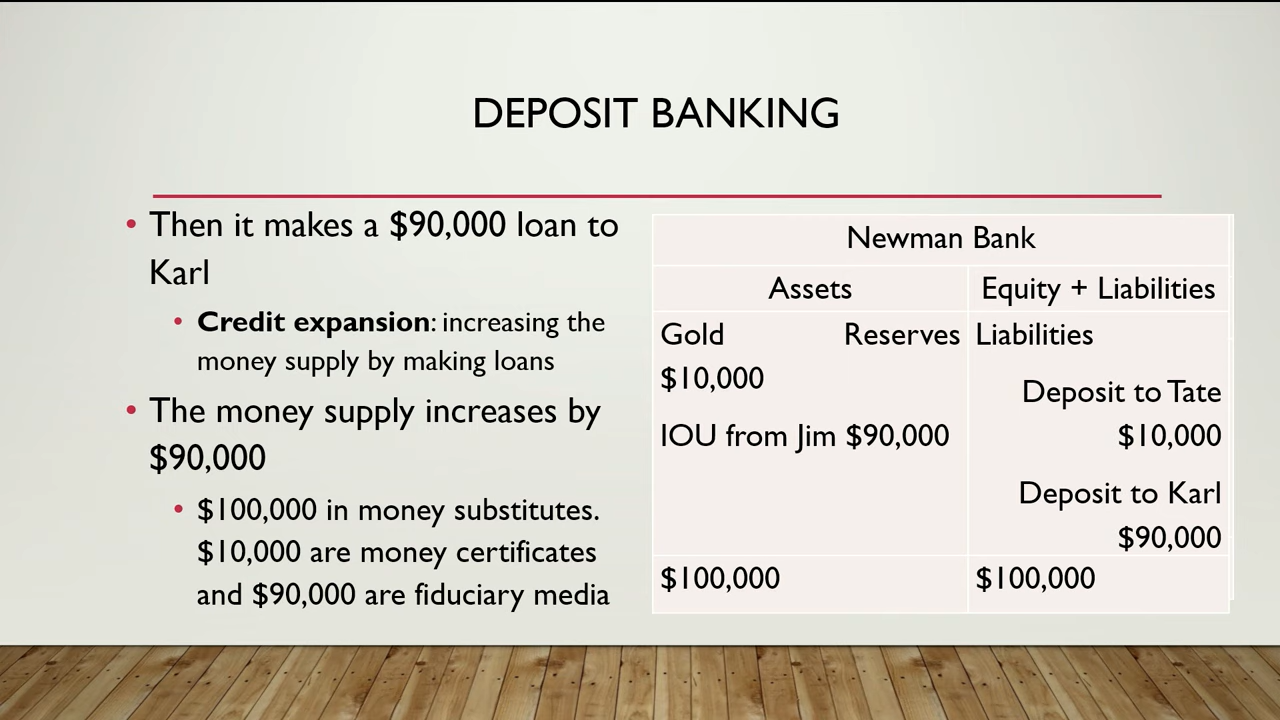 DEPOSIT BANKING
• Then it makes a $90,000 loan to
Karl
• Credit expansion: increasing the
money supply by making loans
• The money supply increases by
$90,000
• $100,000 in money substitutes.
$10,000 are money certificates
and $90,000 are fiduciary media
Newman Bank
Assets
Equity + Liabilities
Gold Reserves
$10,000
IOU from Jim $90,000
Liabilities
Deposit to Tate
$10,000
Deposit to Karl
$90,000
$100,000
$100,000